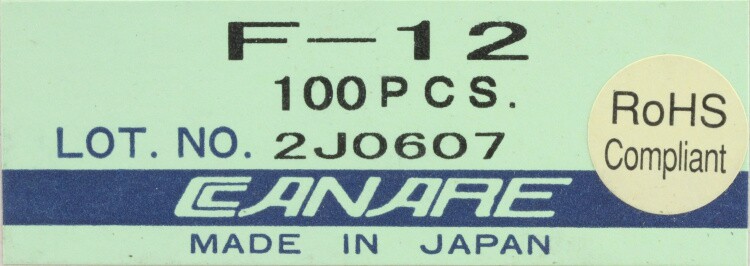 F-12
100PCS.
LOT. NO. 2J0607
CANARE
MADE IN JAPAN
RoHS
Compliant